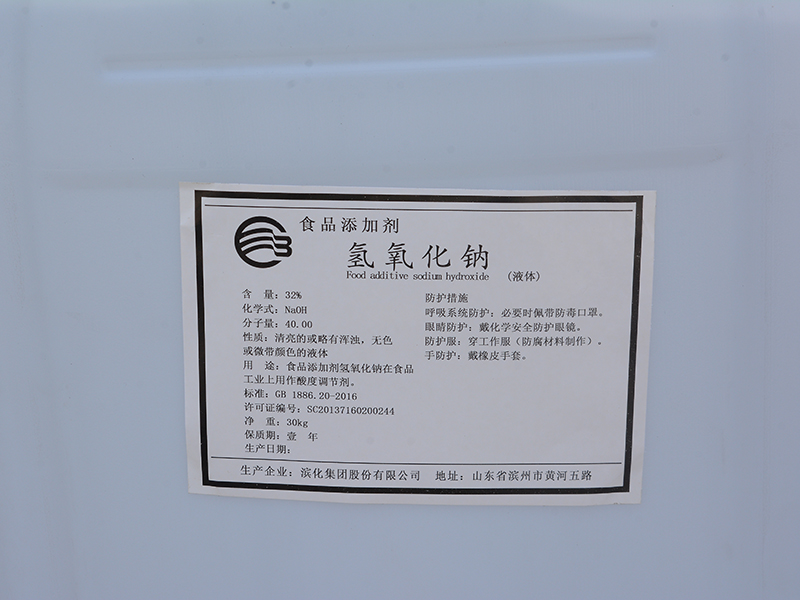 食品添加剂
氢氧化钠
Food additive sodium hydroxide (液体)
含 量：32%
化学式：NaOH
分子量：40.00
性质：清亮的或略有浑浊，无色
或微带颜色的液体
用 途：食品添加剂氢氧化钠在食品
工业上用作酸度调节剂。
标准：GB 1886.20-2016
许可证编号：SC20137160200244
净 重：30kg
保质期：壹 年
生产日期：
防护措施
呼吸系统防护：必要时佩带防毒口罩。
眼睛防护：戴化学安全防护眼镜。
防护服：穿工作服（防腐材料制作）。
手防护：戴橡皮手套。
生产企业：滨化集团股份有限公司 地址：山东省滨州市黄河五路